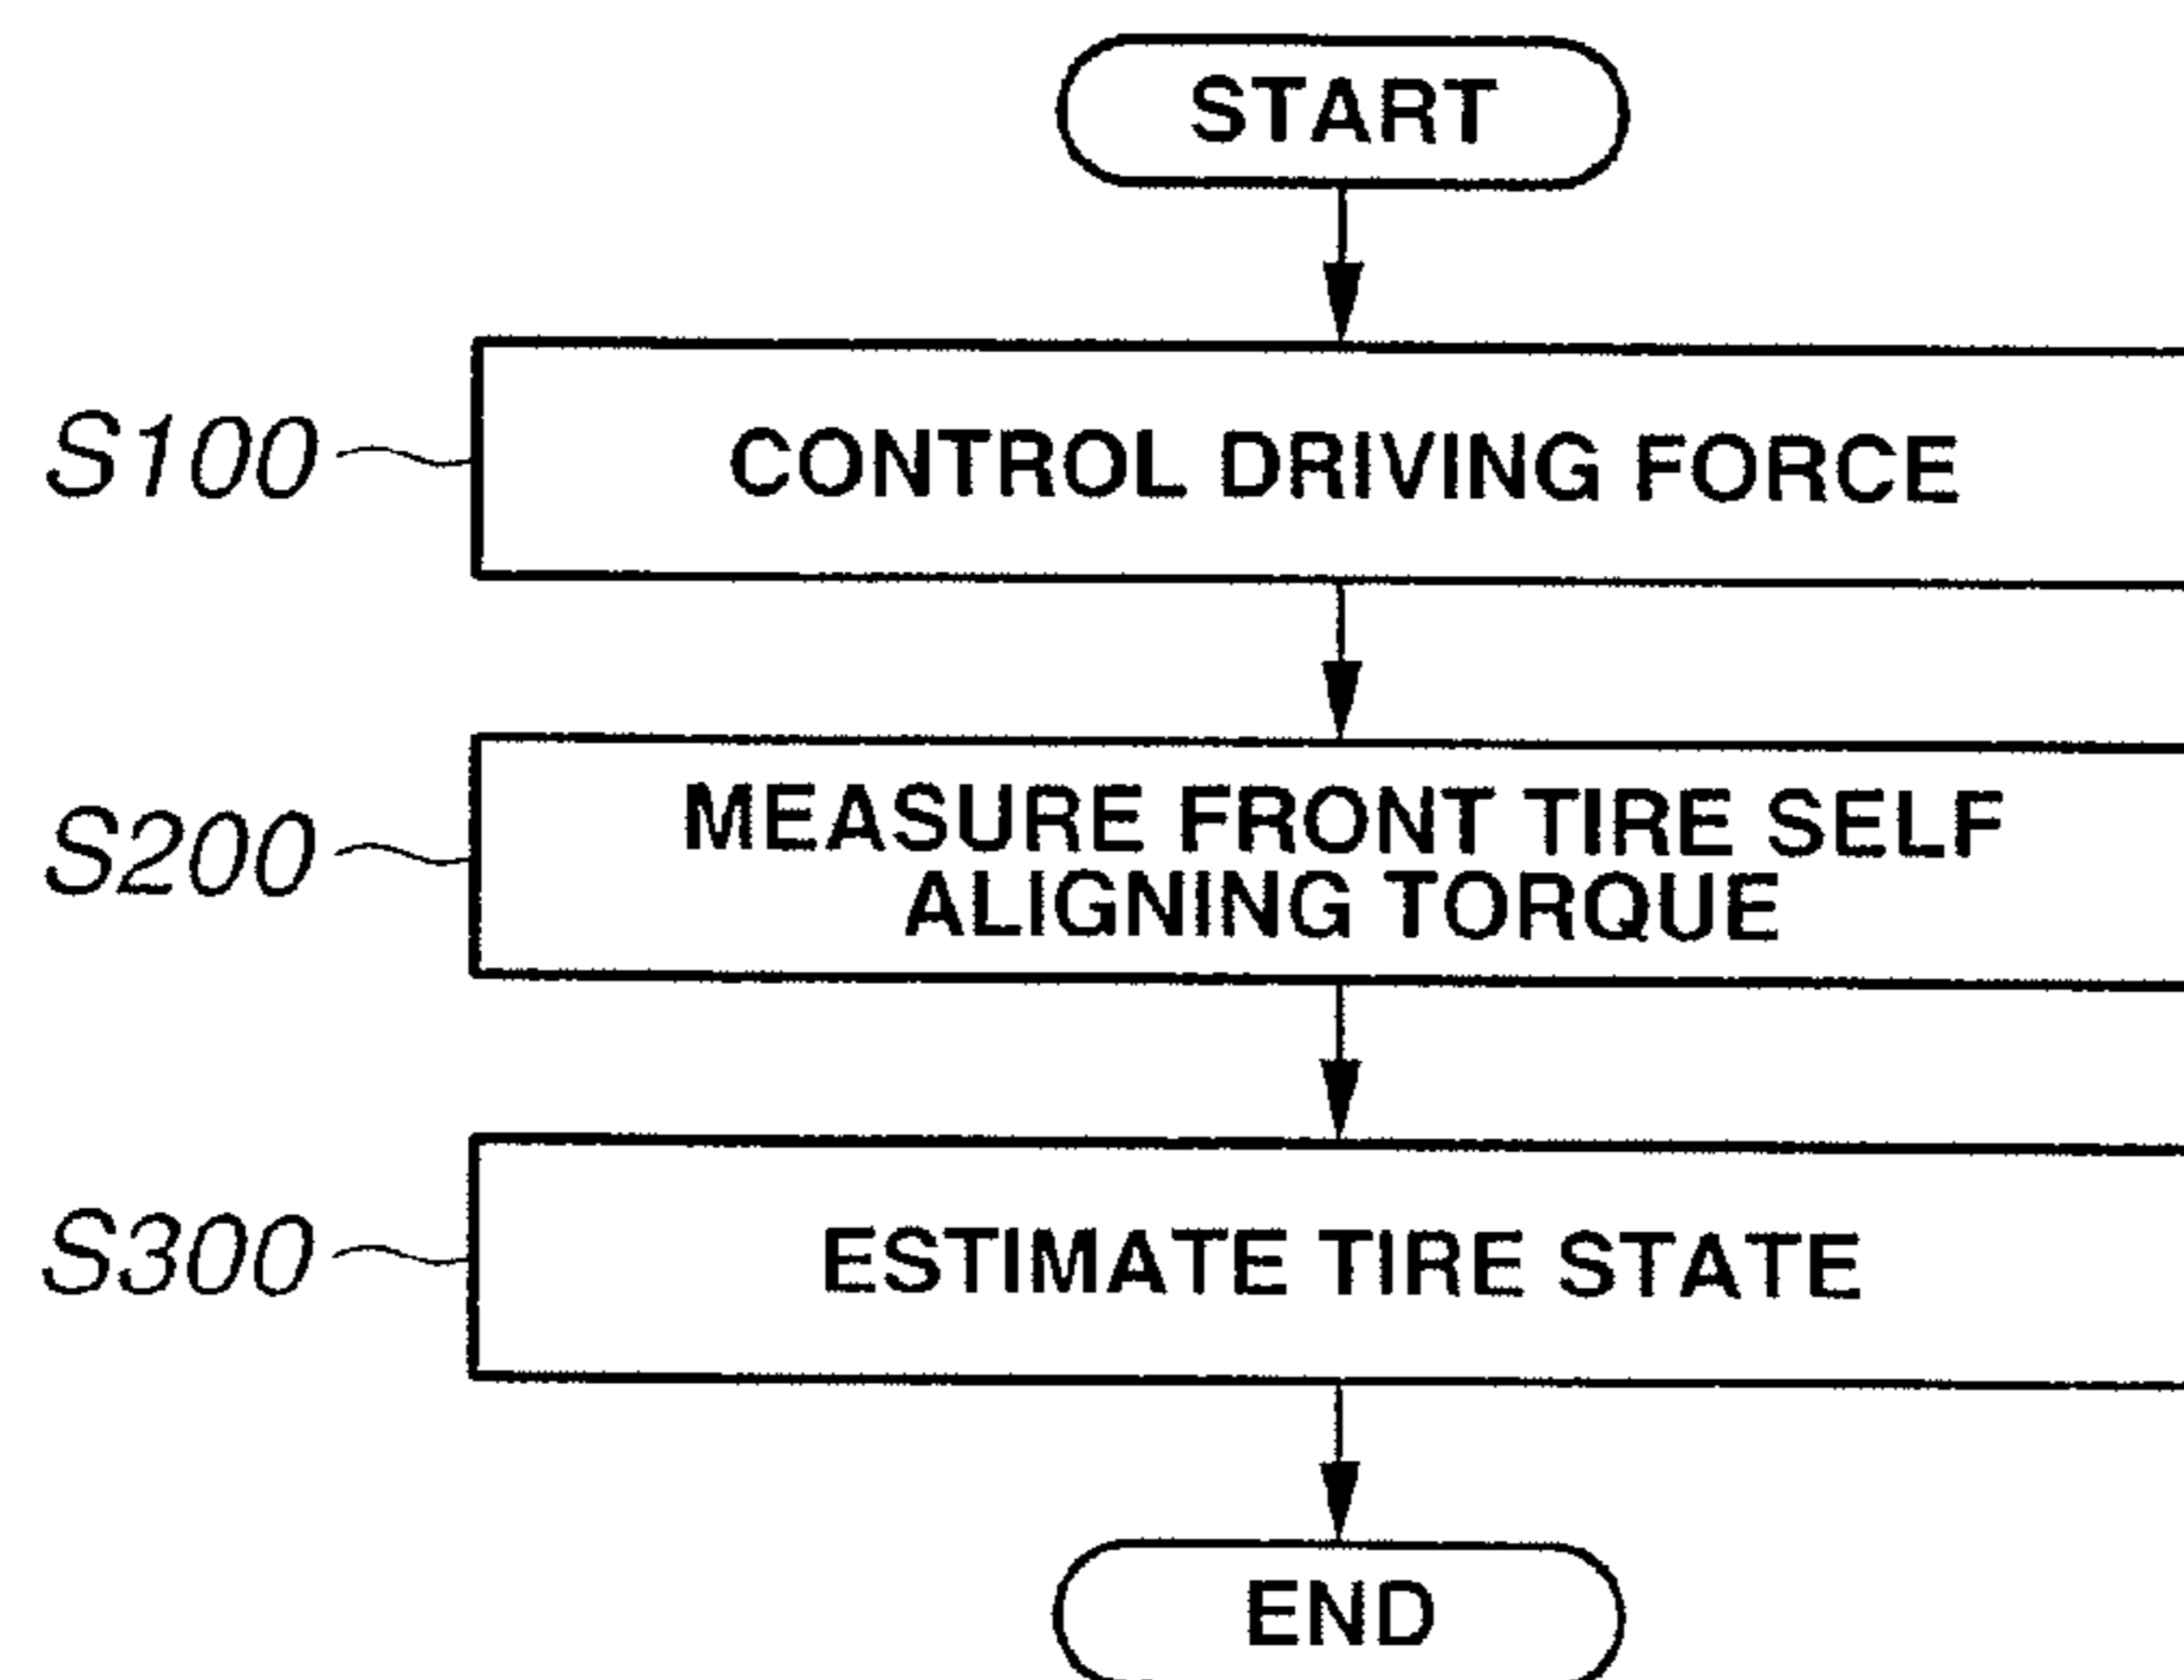 START
S100
CONTROL DRIVING FORCE
S200
MEASURE FRONT TIRE SELF
ALIGNING TORQUE
S300
ESTIMATE TIRE STATE
END